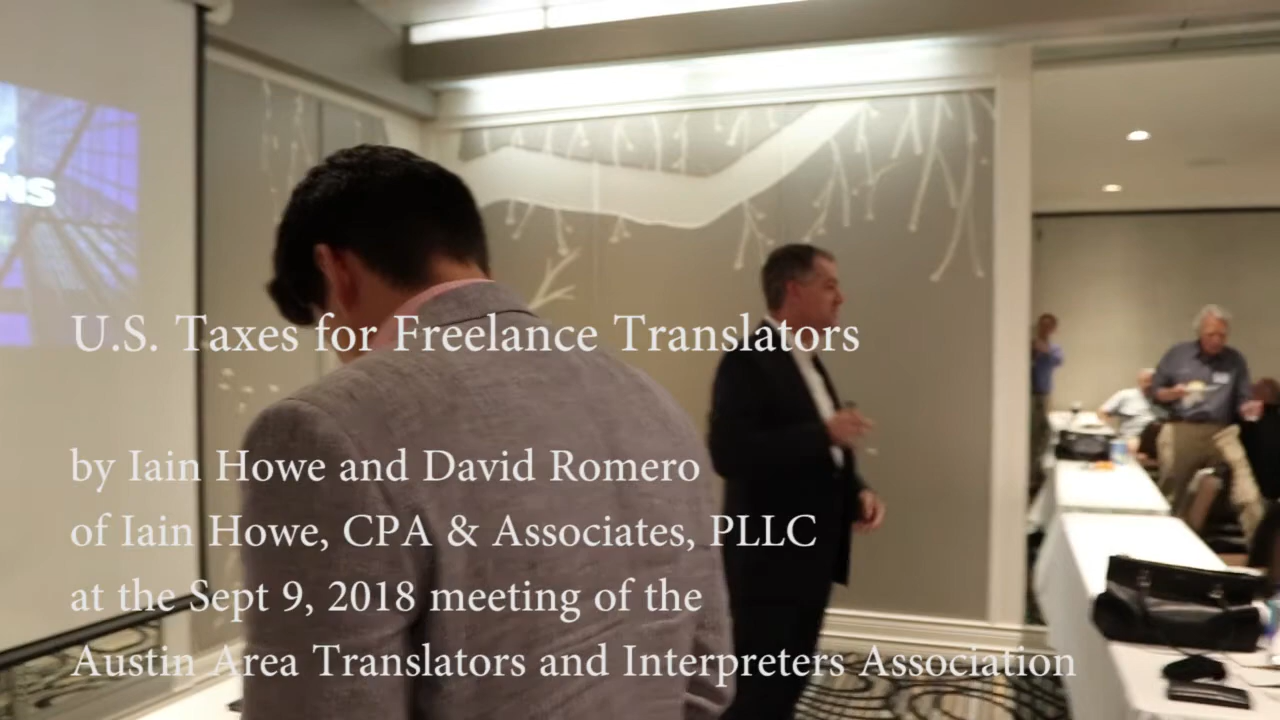 NS
U.S. Taxes for Freelance Translators
by Iain Howe and David Romero
of Iain Howe, CPA & Associates, PLLC
at the Sept 9, 2018 meeting of the
Austin Area Translators and Interpreters Association